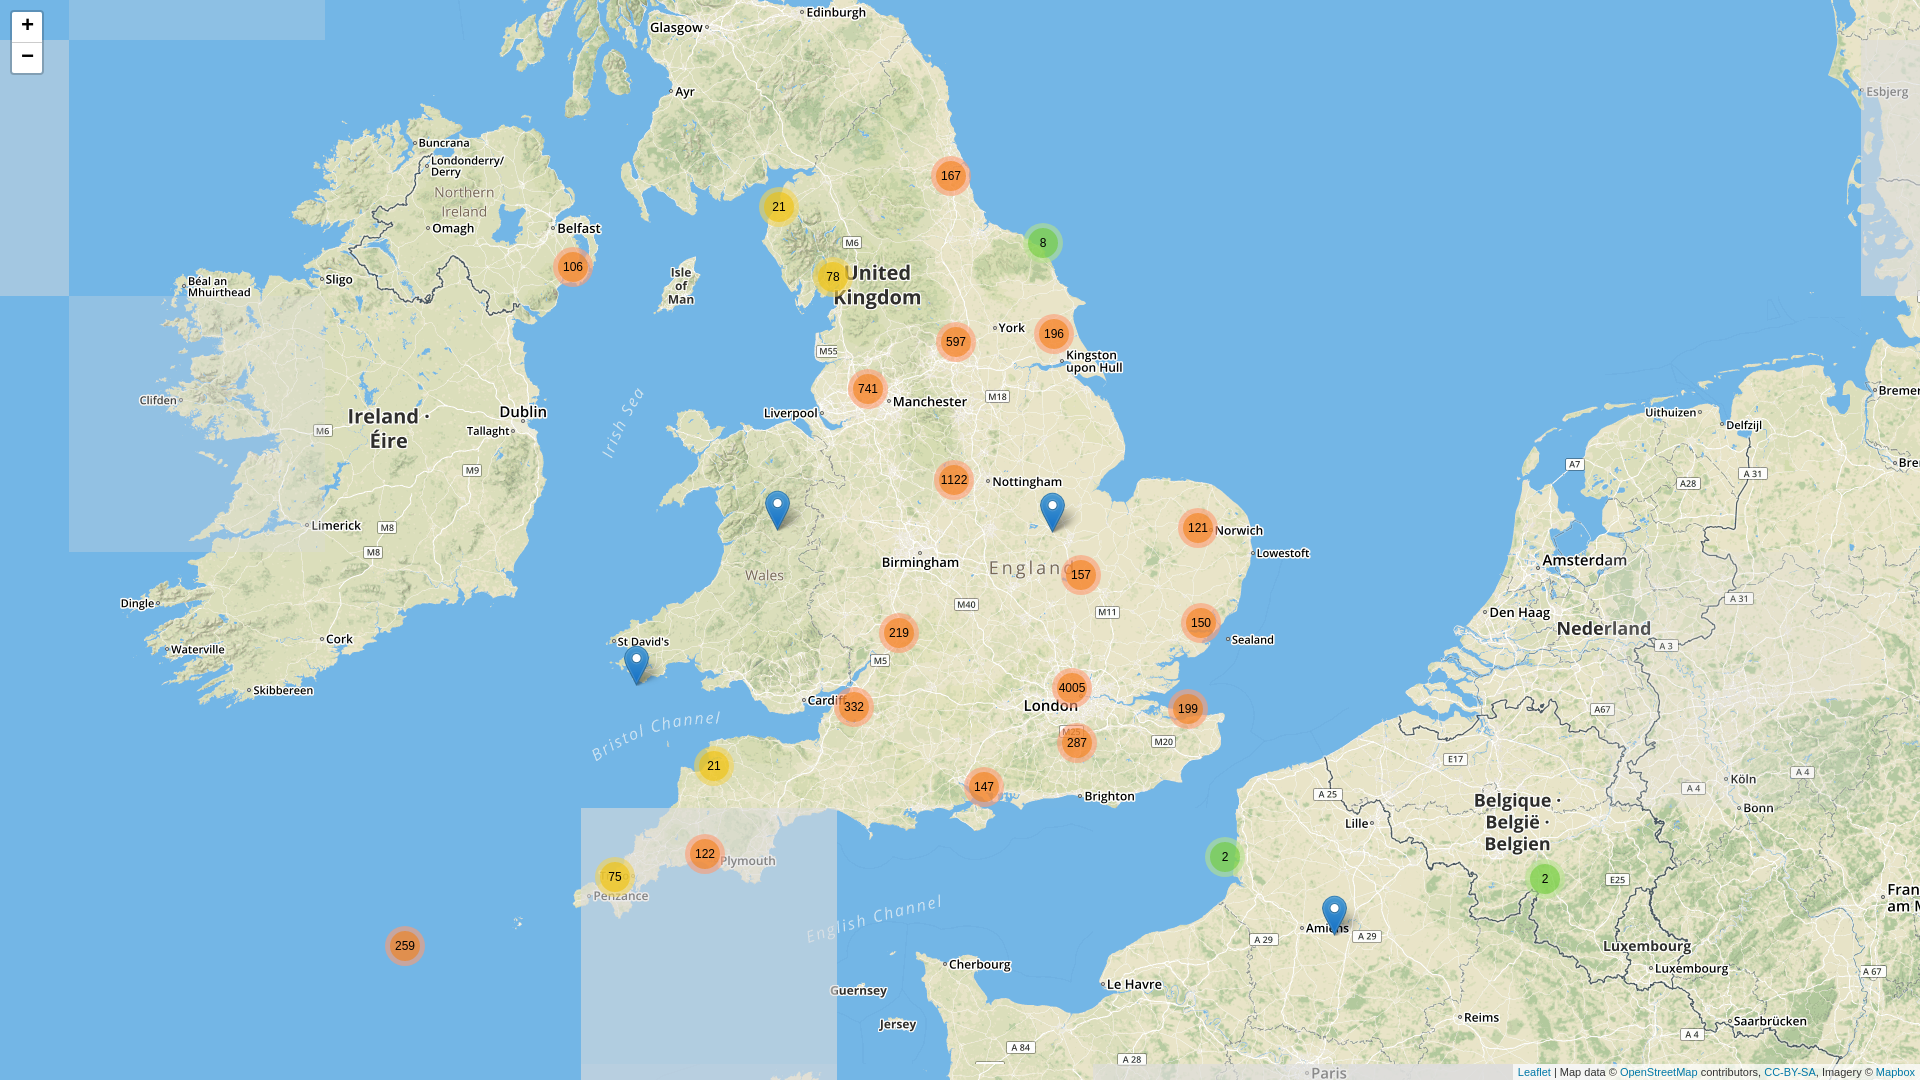 +
−
Edinburgh
Glasgow
Ayr
Esbjerg
Buncrana
Londonderry/
Derry
167
Northern
Ireland
21
Omagh
Belfast
M6
8
106
Isle
of
Man
78
United
Kingdom
Sligo
Béal an
Mhuirthead
York
196
597
M55
Kingston
upon Hull
741
Manchester
M18
Clifden
Ireland ·
Éire
Dublin
Tallaght
M6
Irish Sea
Liverpool
Uithuizen
Delfzijl
Bremer
M9
A7
A 31
A28
Bre
1122
Nottingham
Limerick
M8
M8
121
Norwich
Lowestoft
Birmingham
England
157
Wales
Amsterdam
Dingle
M40
M11
Den Haag
A 31
219
150
Sealand
Nederland
Cork
Waterville
St David's
M5
A 3
Skibbereen
4005
Cardiff
332
London
199
A67
Bristol Channel
M25
287
M20
E17
21
147
Brighton
A 25
Köln
A 4
A 4
Bonn
Belgique ·
België ·
Belgien
Lille
122
Plymouth
2
75
Penzance
2
E25
Fran
am M
English Channel
259
Amiens
A 29
A 29
Luxembourg
Luxembourg
Cherbourg
A 67
Le Havre
Guernsey
Jersey
Reims
Saarbrücken
A 4
A 84
A 28
Paris
Leaflet | Map data © OpenStreetMap contributors, CC-BY-SA, Imagery © Mapbox